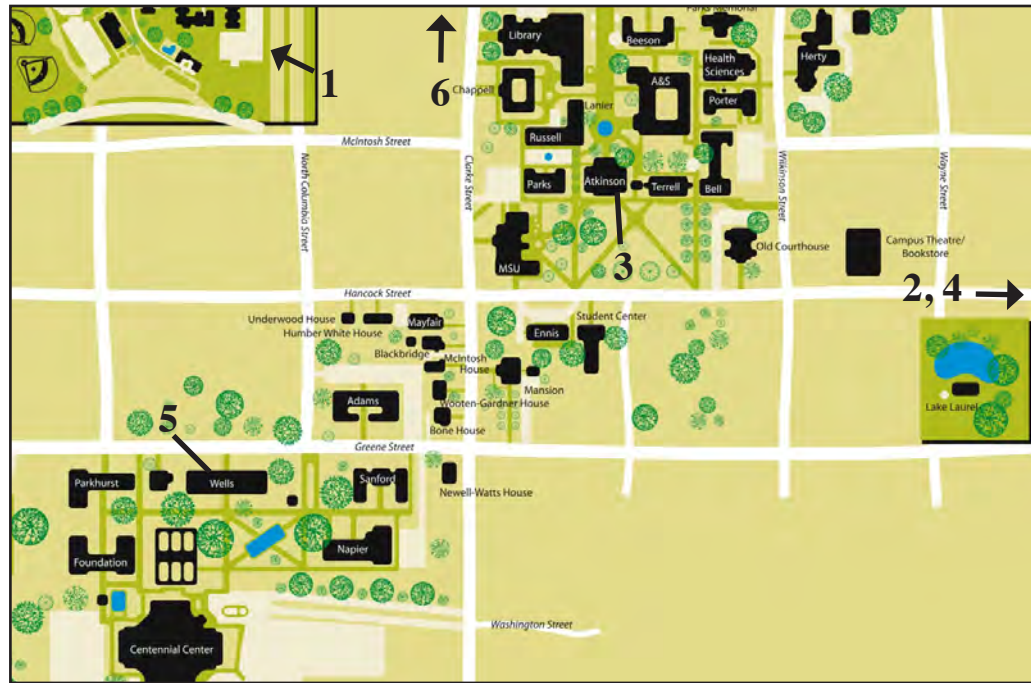 Parks Memorial
Library
Beeson
Herty
Health
Sciences
1
6
A&S
Chappell
Porter
Lanier
Russell
McIntosh Street
North Columbia Street
Clarke Street
Wilkinson Street
Wayne Street
Parks
Atkinson
Terrell
Bell
3
MSU
Old Courthouse
Campus Theatre/
Bookstore
2, 4
Hancock Street
Underwood House
Humber White House
Mayfair
Ennis
Student Center
Blackbridge
McIntosh
House
Mansion
Adams
Wooten-Gardner House
Lake Laurel
Bone House
5
Greene Street
Parkhurst
Wells
Sanford
Newell-Watts House
Napier
Foundation
Washington Street
Centennial Center